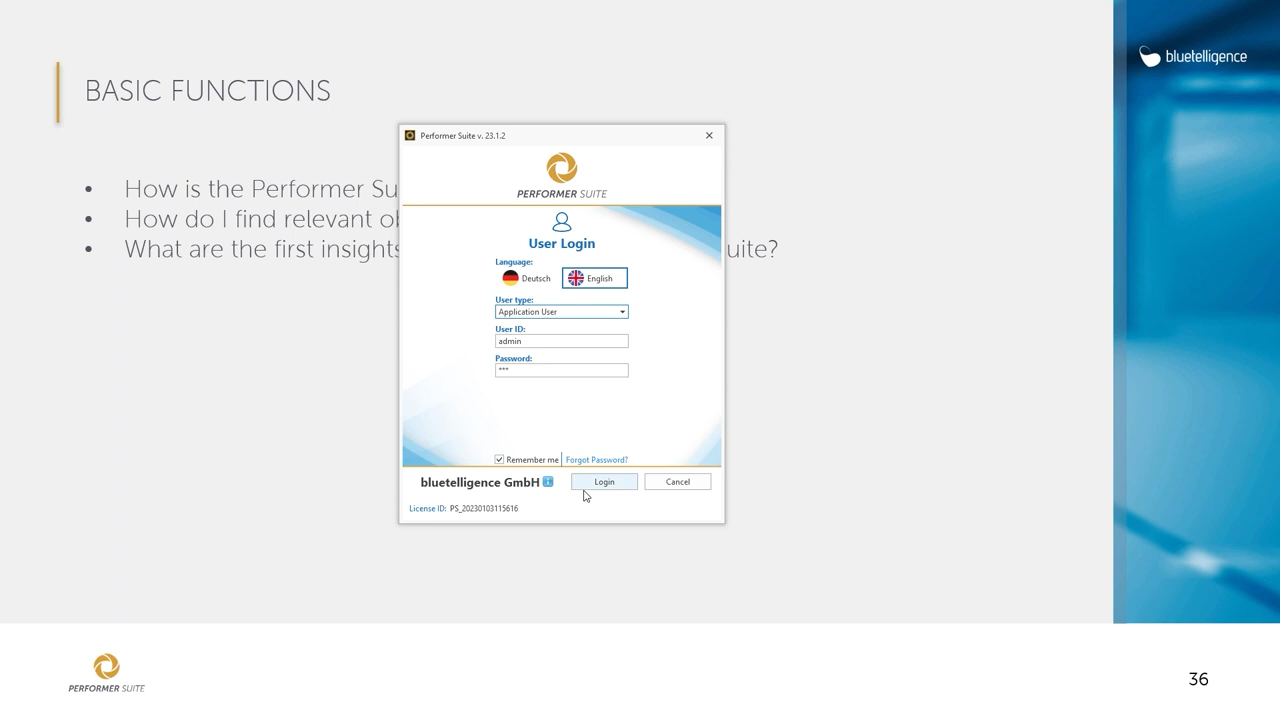 bluetelligence
BASIC FUNCTIONS
Performer Suite v. 23.1.2
PERFORMER SUITE
• How is the Performer Su
• How do I find relevant
• What are the first insights
uite?
User Login
Language:
Deutsch
English
User type:
Application User
User ID:
admin
Password:
***
Remember me
Forgot Password?
bluetelligence GmbH
Login
Cancel
License ID: PS_20230103115616
PERFORMER SUITE
36